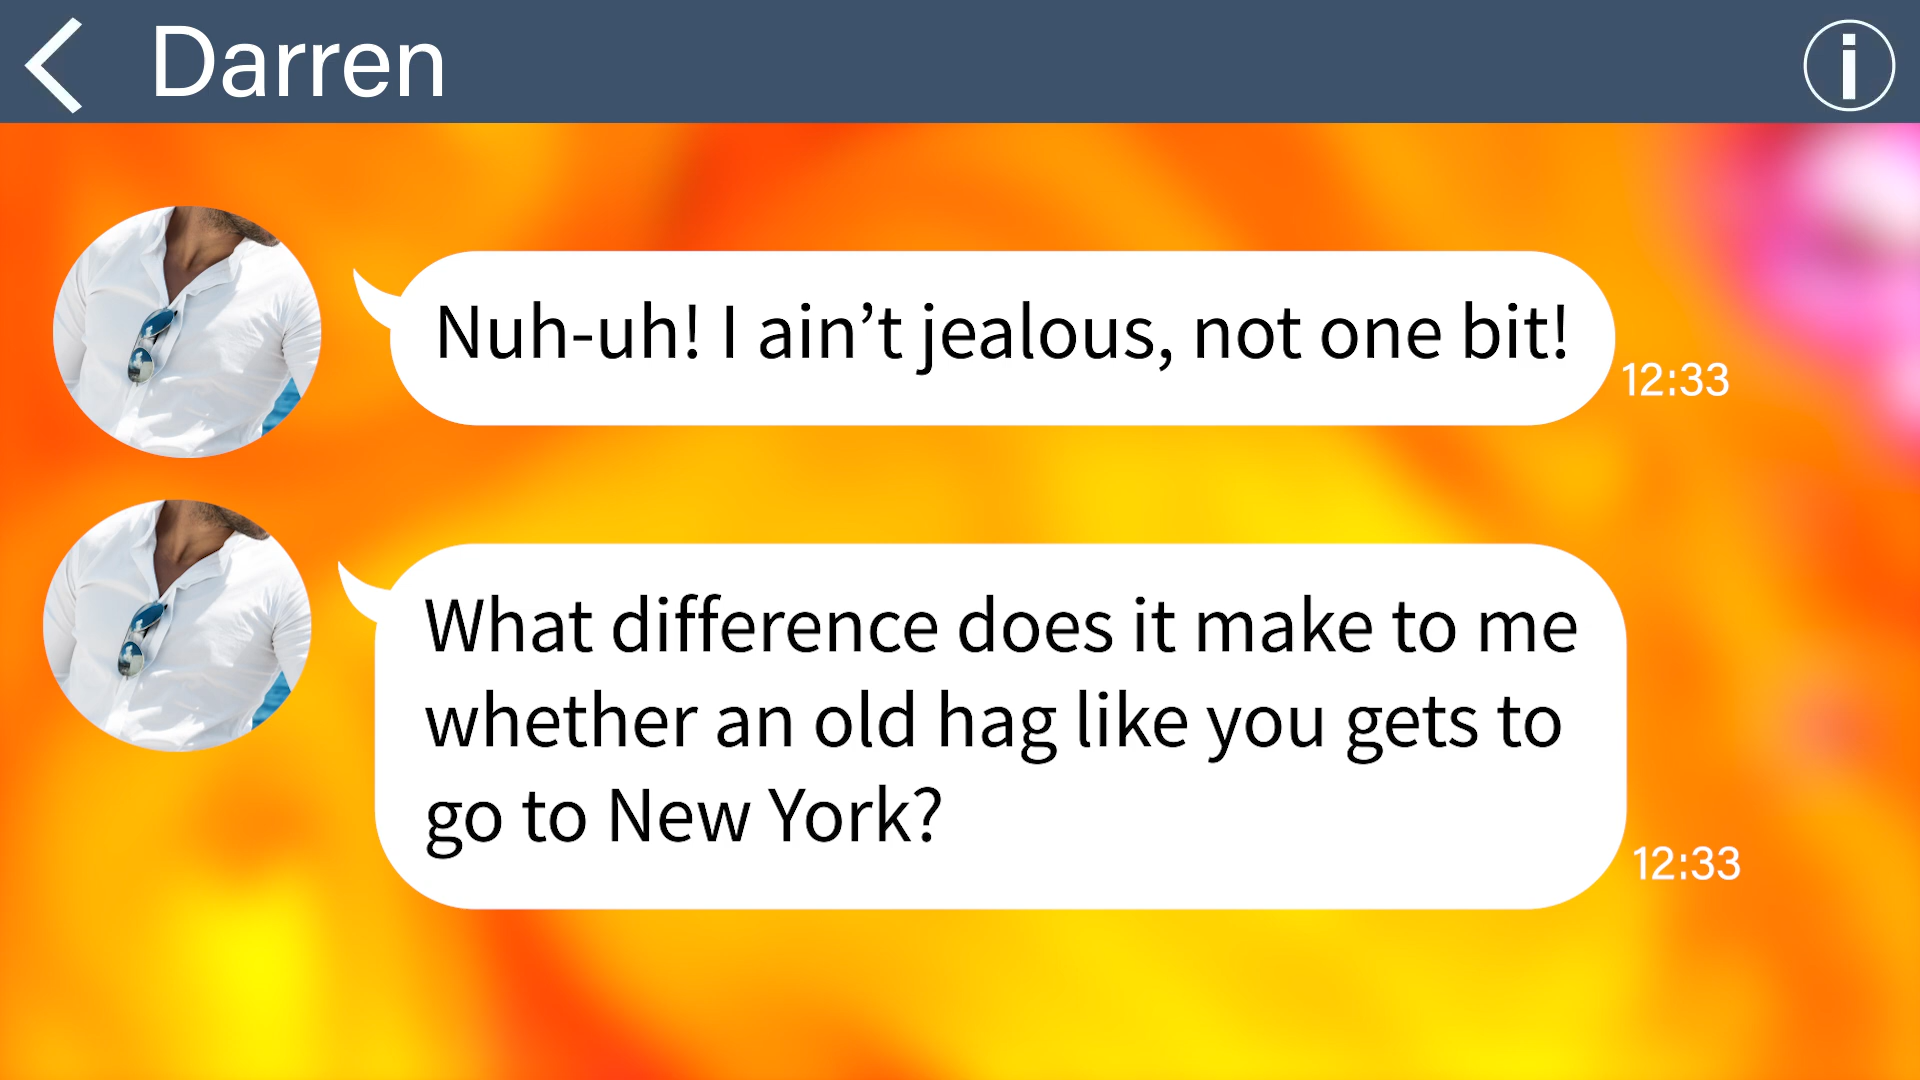 Darren
Nuh-uh! I ain’t jealous, not one bit!
12:33
What difference does it make to me
whether an old hag like you gets to
go to New York?
12:33